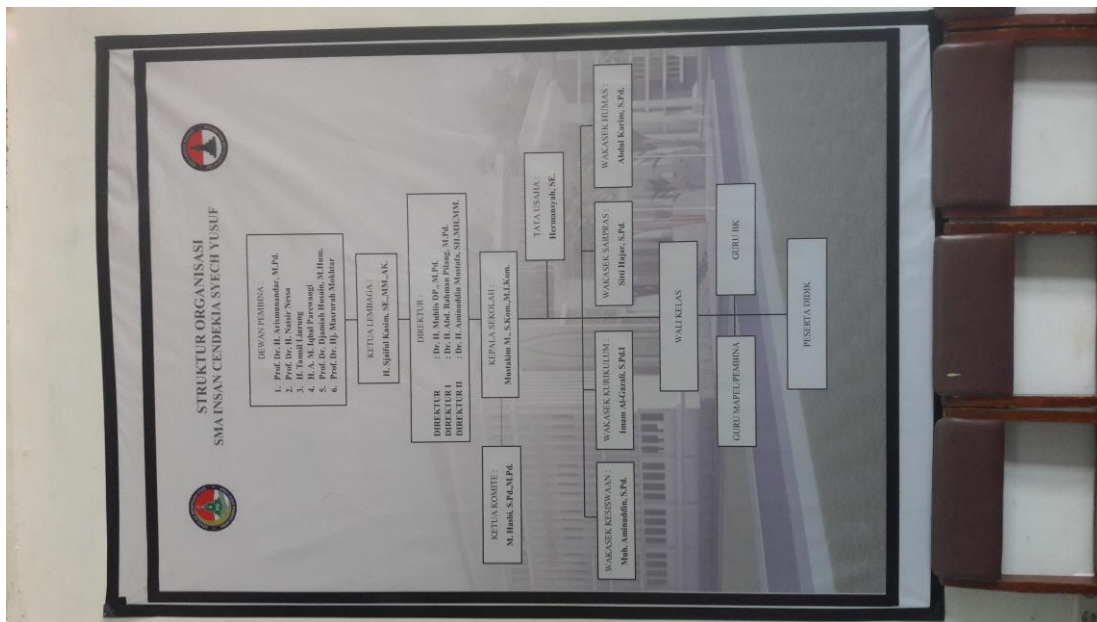 STRUKTUR ORGANISASI
SMA INSAN CENDEKIA SYECH YUSUF
DEWAN PEMBINA :
1. Prof. Dr. H. Arismunandar, M.Pd.
2. Prof. Dr. H. Natsir Nessa
3. H. Tamsil Linrung
4. H. A. M. Iqbal Parewangi
5. Prof. Dr. Djamiah Husain, M.Hum.
6. Prof. Dr. Hj. Masrurah Mokhtar
KETUA LEMBAGA :
H. Sjaiful Kasim, SE.,MM.,AK.
DIREKTUR :
DIREKTUR : Dr. H. Muhlis DP., M.Pd.
DIREKTUR I : Dr. H. Abd. Rahman Pilang, M.Pd.
DIREKTUR II : Dr. H. Aminuddin Mustafa, SH.MH.MM.
KETUA KOMITE :
M. Hasbi, S.Pd.,M.Pd.
KEPALA SEKOLAH :
Mustakim M., S.Kom.,M.I.Kom.
TATA USAHA :
Hermansyah, SE.
WAKASEK KESISWAAN :
Muh. Aminuddin, S.Pd.
WAKASEK KURIKULUM :
Imam Al-Gazali, S.Pd.I
WAKASEK SARPRAS :
Sitti Hajar, S.Pd.
WAKASEK HUMAS :
Abdul Karim, S.Pd.
WALI KELAS
GURU MAPEL/PEMBINA
GURU BK
PESERTA DIDIK